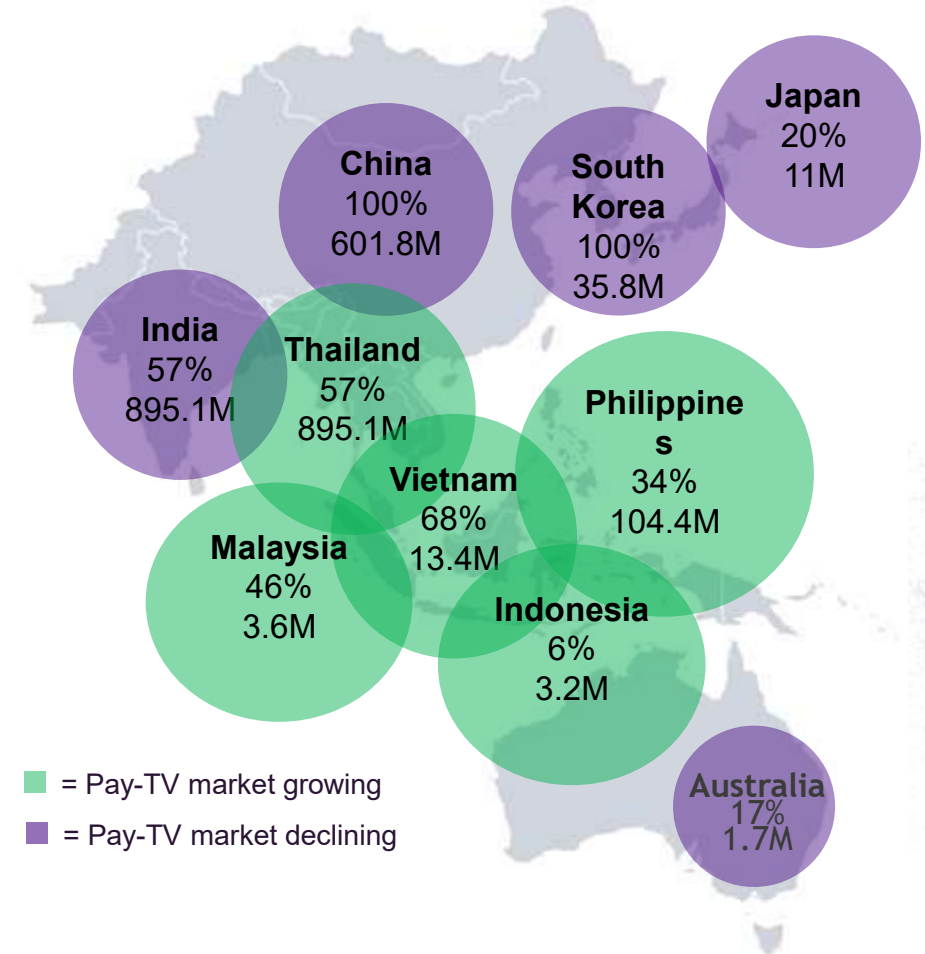 Japan
20%
11M
China
100%
601.8M
South
Korea
100%
35.8M
India
57%
895.1M
Thailand
57%
895.1M
Philippine
s
34%
104.4M
Vietnam
68%
13.4M
Malaysia
46%
3.6M
Indonesia
6%
3.2M
Australia
17%
1.7M
= Pay-TV market growing
= Pay-TV market declining